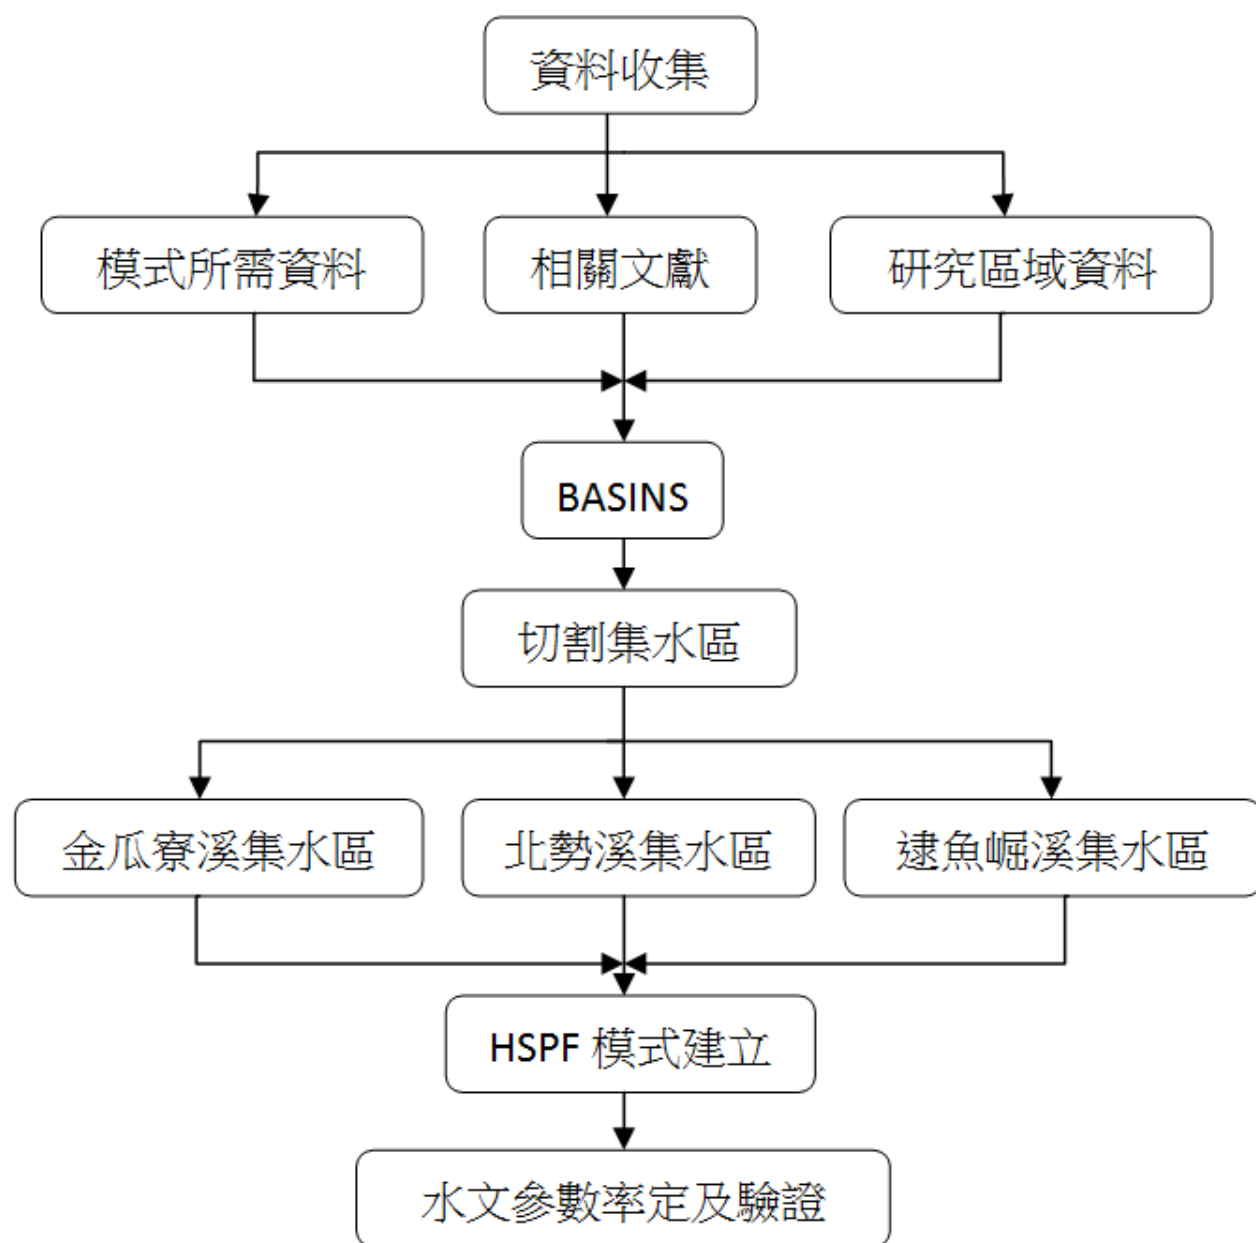 資料收集
模式所需資料
相關文獻
研究區域資料
BASINS
切割集水區
金瓜寮溪集水區
北勢溪集水區
逮魚崛溪集水區
HSPF 模式建立
水文參數率定及驗證